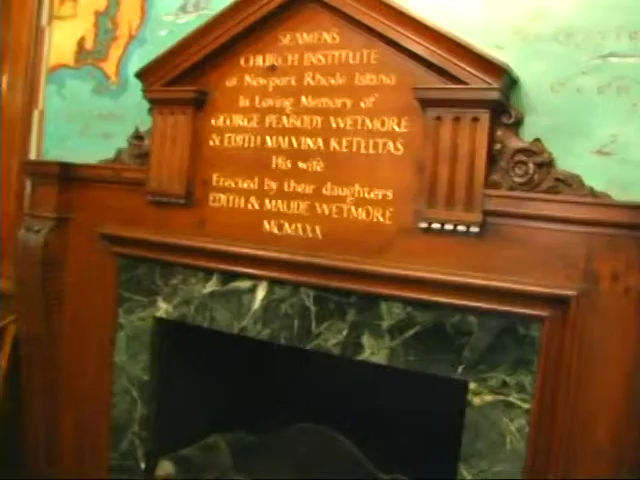 SEAMENS
CHURCH INSTITUTE
of Newport Rhode Island
In Loving Memory of
GEORGE PEABODY WETMORE
& EDITH MALVINA KETELTAS
His wife
Erected by their daughters
EDITH & MAUDE WETMORE
MCMXXX